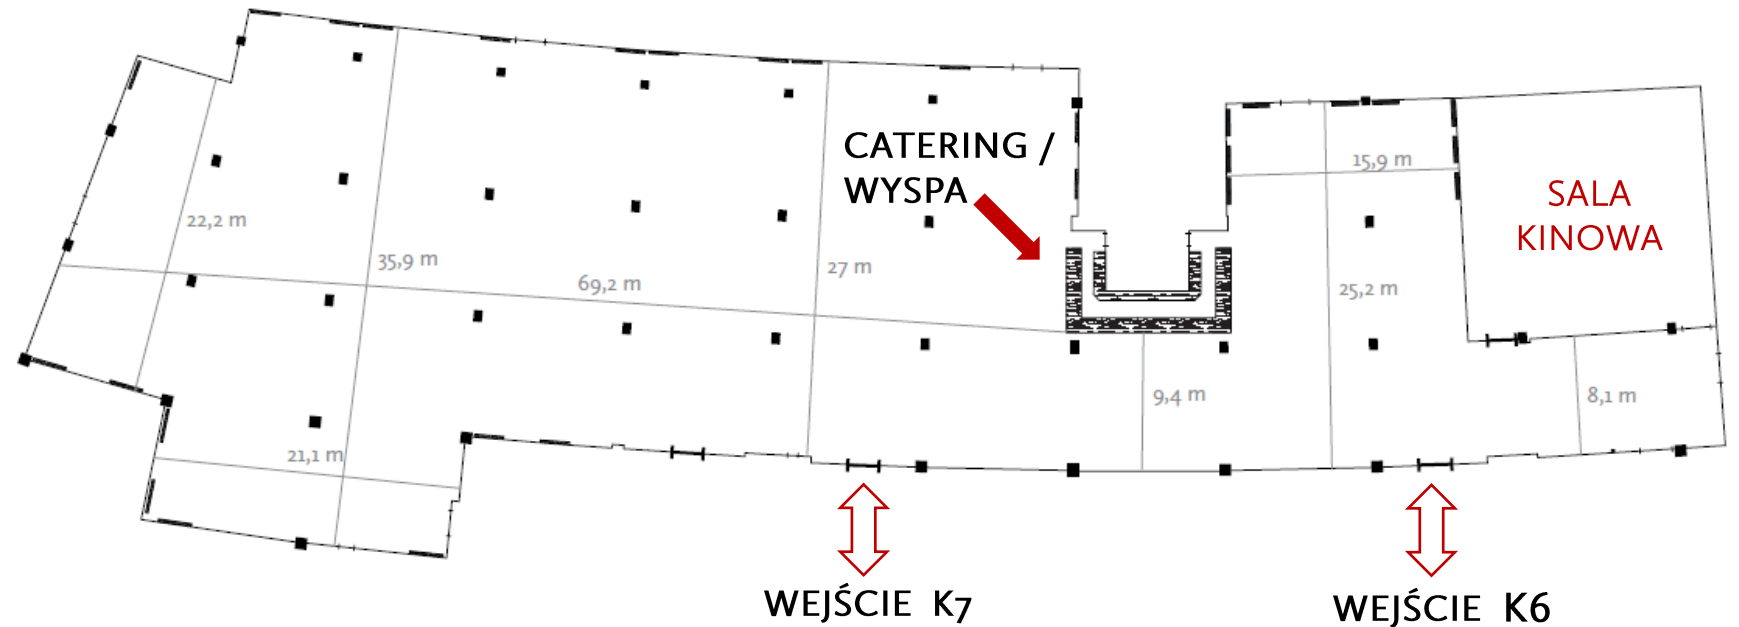 CATERING /
WYSPA
15,9 m
SALA
KINOWA
22,2 m
35,9 m
69,2 m
27 m
25,2 m
9,4 m
8,1 m
21,1 m
WEJŚCIE K7
WEJŚCIE K6